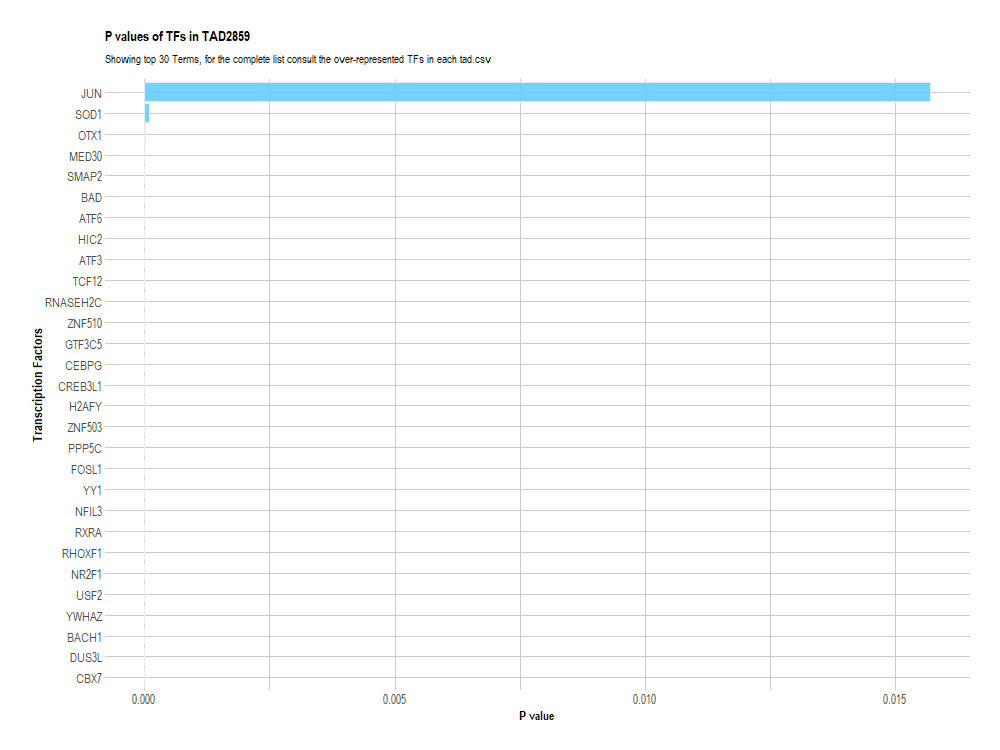 P values of TFs in TAD2859
Showing top 30 Terms, for the complete list consult the over-represented TFs in each tad.csv
JUN
SOD1
OTX1
MED30
SMAP2
BAD
ATF6
HIC2
ATF3
TCF12
RNASEH2C
ZNF510
GTF3C5
CEBPG
CREB3L1
H2AFY
ZNF503
PPP5C
FOSL1
YY1
NFIL3
RXRA
RHOXF1
NR2F1
USF2
YWHAZ
BACH1
DUS3L
CBX7
Transcription Factors
0.000 0.005 0.010 0.015
P value